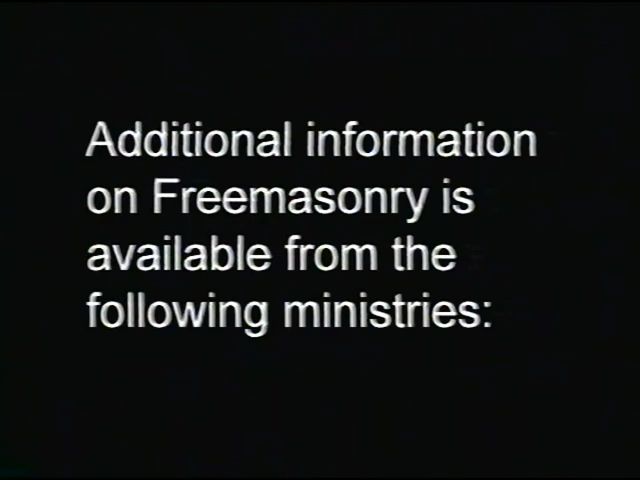 Additional information
on Freemasonry is
available from the
following ministries: